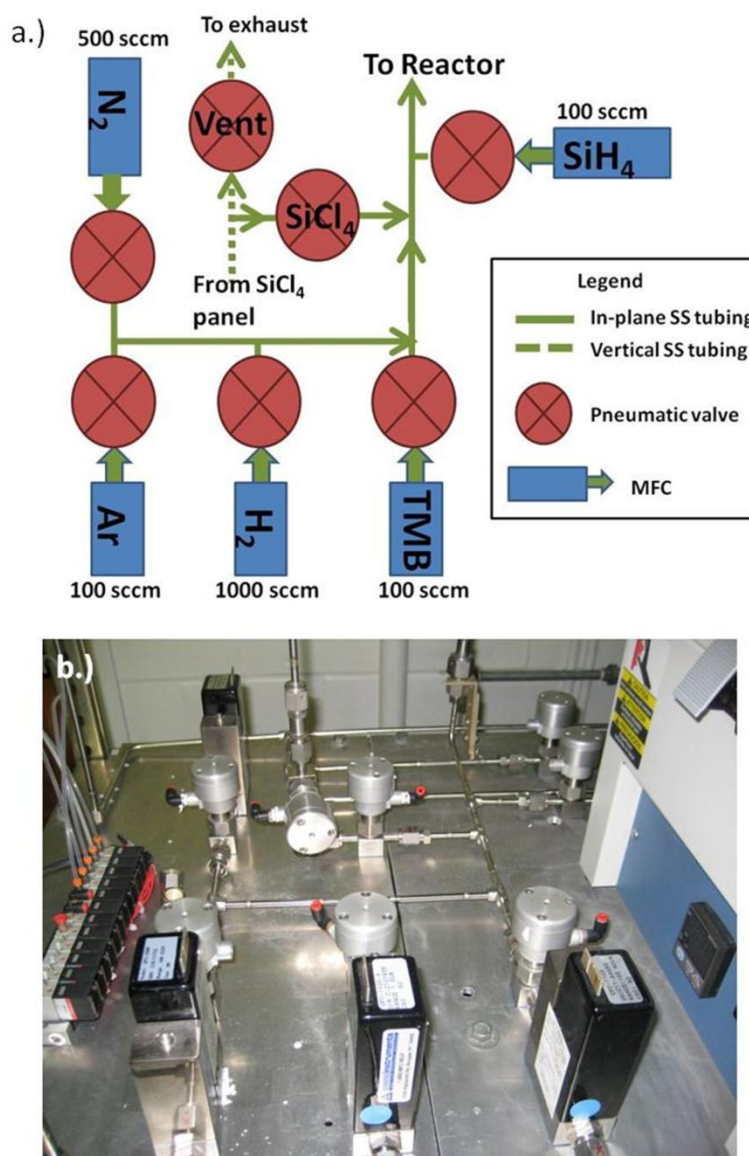 a.)
500 sccm
N₂
To exhaust
Vent
To Reactor
100 sccm
SiH₄
SiCl₄
From SiCl₄
panel
Legend
In-plane SS tubing
Vertical SS tubing
Pneumatic valve
MFC
Ar
H₂
TMB
100 sccm
1000 sccm
100 sccm
b.)